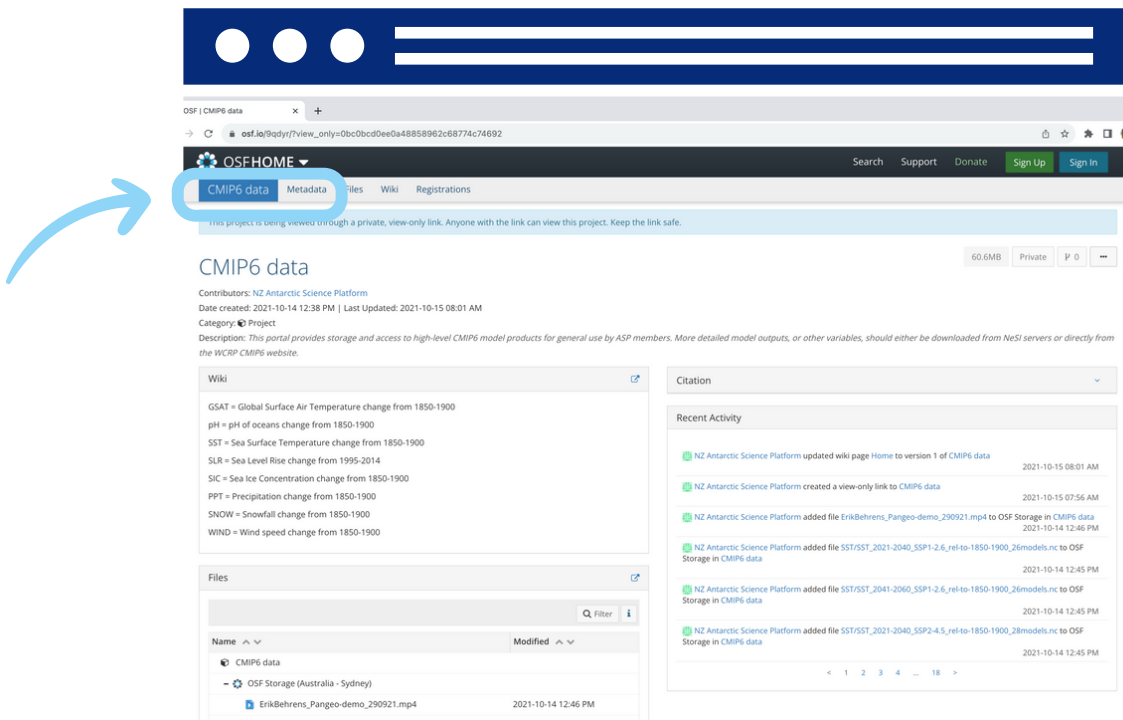 OSF | CMIP6 data
osf.io/9qdyr/?view_only=0bc0bcd0ee0a48858962c68774c74692
OSFHOME
Search Support Donate Sign Up Sign In
CMIP6 data Metadata Files Wiki Registrations
This project is being viewed through a private, view-only link. Anyone with the link can view this project. Keep the link safe.
60.6MB Private 0
CMIP6 data
Contributors: NZ Antarctic Science Platform
Date created: 2021-10-14 12:38 PM | Last Updated: 2021-10-15 08:01 AM
Category: Project
Description: This portal provides storage and access to high-level CMIP6 model products for general use by ASP members. More detailed model outputs, or other variables, should either be downloaded from NeSI servers or directly from
the WCRP CMIP6 website.
Wiki
GSAT = Global Surface Air Temperature change from 1850-1900
pH = pH of oceans change from 1850-1900
SST = Sea Surface Temperature change from 1850-1900
SLR = Sea Level Rise change from 1995-2014
SIC = Sea Ice Concentration change from 1850-1900
PPT = Precipitation change from 1850-1900
SNOW = Snowfall change from 1850-1900
WIND = Wind speed change from 1850-1900
Files
Filter i
Name Modified
CMIP6 data
– OSF Storage (Australia - Sydney)
ErikBehrens_Pangeo-demo_290921.mp4 2021-10-14 12:46 PM
Citation
Recent Activity
NZ Antarctic Science Platform updated wiki page Home to version 1 of CMIP6 data
2021-10-15 08:01 AM
NZ Antarctic Science Platform created a view-only link to CMIP6 data
2021-10-15 07:56 AM
NZ Antarctic Science Platform added file ErikBehrens_Pangeo-demo_290921.mp4 to OSF Storage in CMIP6 data
2021-10-14 12:46 PM
NZ Antarctic Science Platform added file SST/SST_2021-2040_SSP1-2.6_rel-to-1850-1900_26models.nc to OSF
Storage in CMIP6 data
2021-10-14 12:45 PM
NZ Antarctic Science Platform added file SST/SST_2041-2060_SSP1-2.6_rel-to-1850-1900_26models.nc to OSF
Storage in CMIP6 data
2021-10-14 12:45 PM
NZ Antarctic Science Platform added file SST/SST_2021-2040_SSP2-4.5_rel-to-1850-1900_28models.nc to OSF
Storage in CMIP6 data
2021-10-14 12:45 PM
< 1 2 3 4 ... 18 >